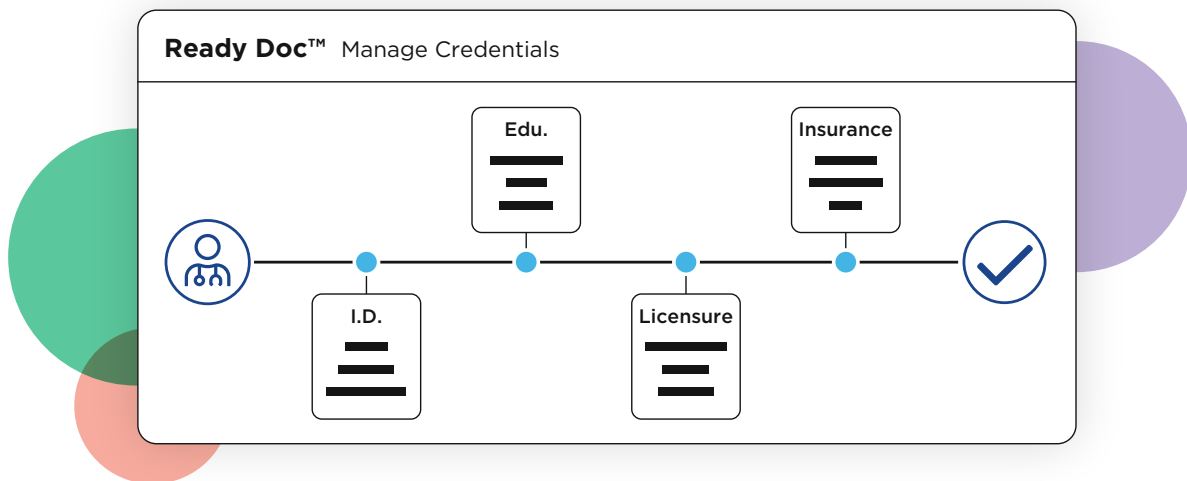 Ready Doc™ Manage Credentials
Edu.
Insurance
I.D.
Licensure